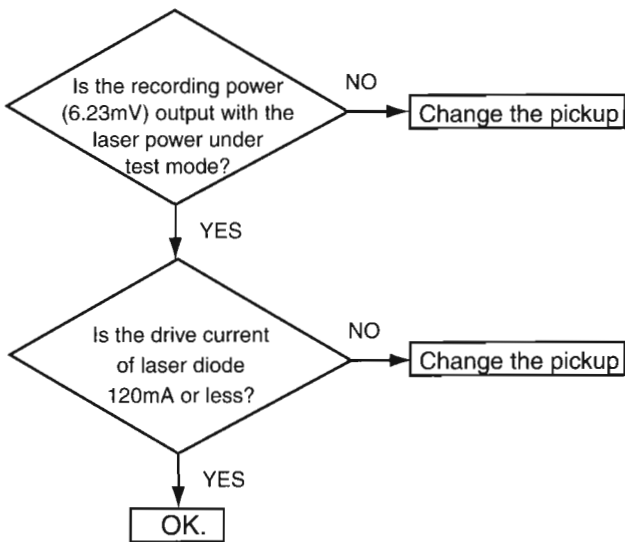 Is the recording power
(6.23mV) output with the
laser power under
test mode?
NO
Change the pickup
YES
Is the drive current
of laser diode
120mA or less?
NO
Change the pickup
YES
OK.